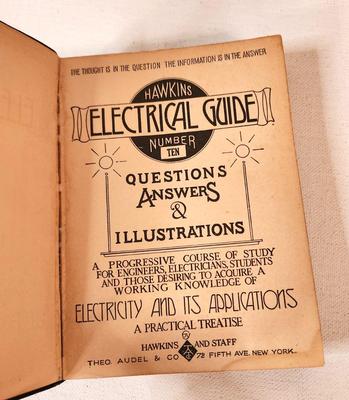 THE THOUGHT IS IN THE QUESTION THE INFORMATION IS IN THE ANSWER
HAWKINS
ELECTRICAL GUIDE
NUMBER
TEN
QUESTIONS
ANSWERS
&
ILLUSTRATIONS
A PROGRESSIVE COURSE OF STUDY
FOR ENGINEERS, ELECTRICIANS, STUDENTS
AND THOSE DESIRING TO ACQUIRE A
WORKING KNOWLEDGE OF
ELECTRICITY AND ITS APPLICATIONS
A PRACTICAL TREATISE
by
HAWKINS AND STAFF
THEO. AUDEL & CO. 72 FIFTH AVE. NEW YORK.